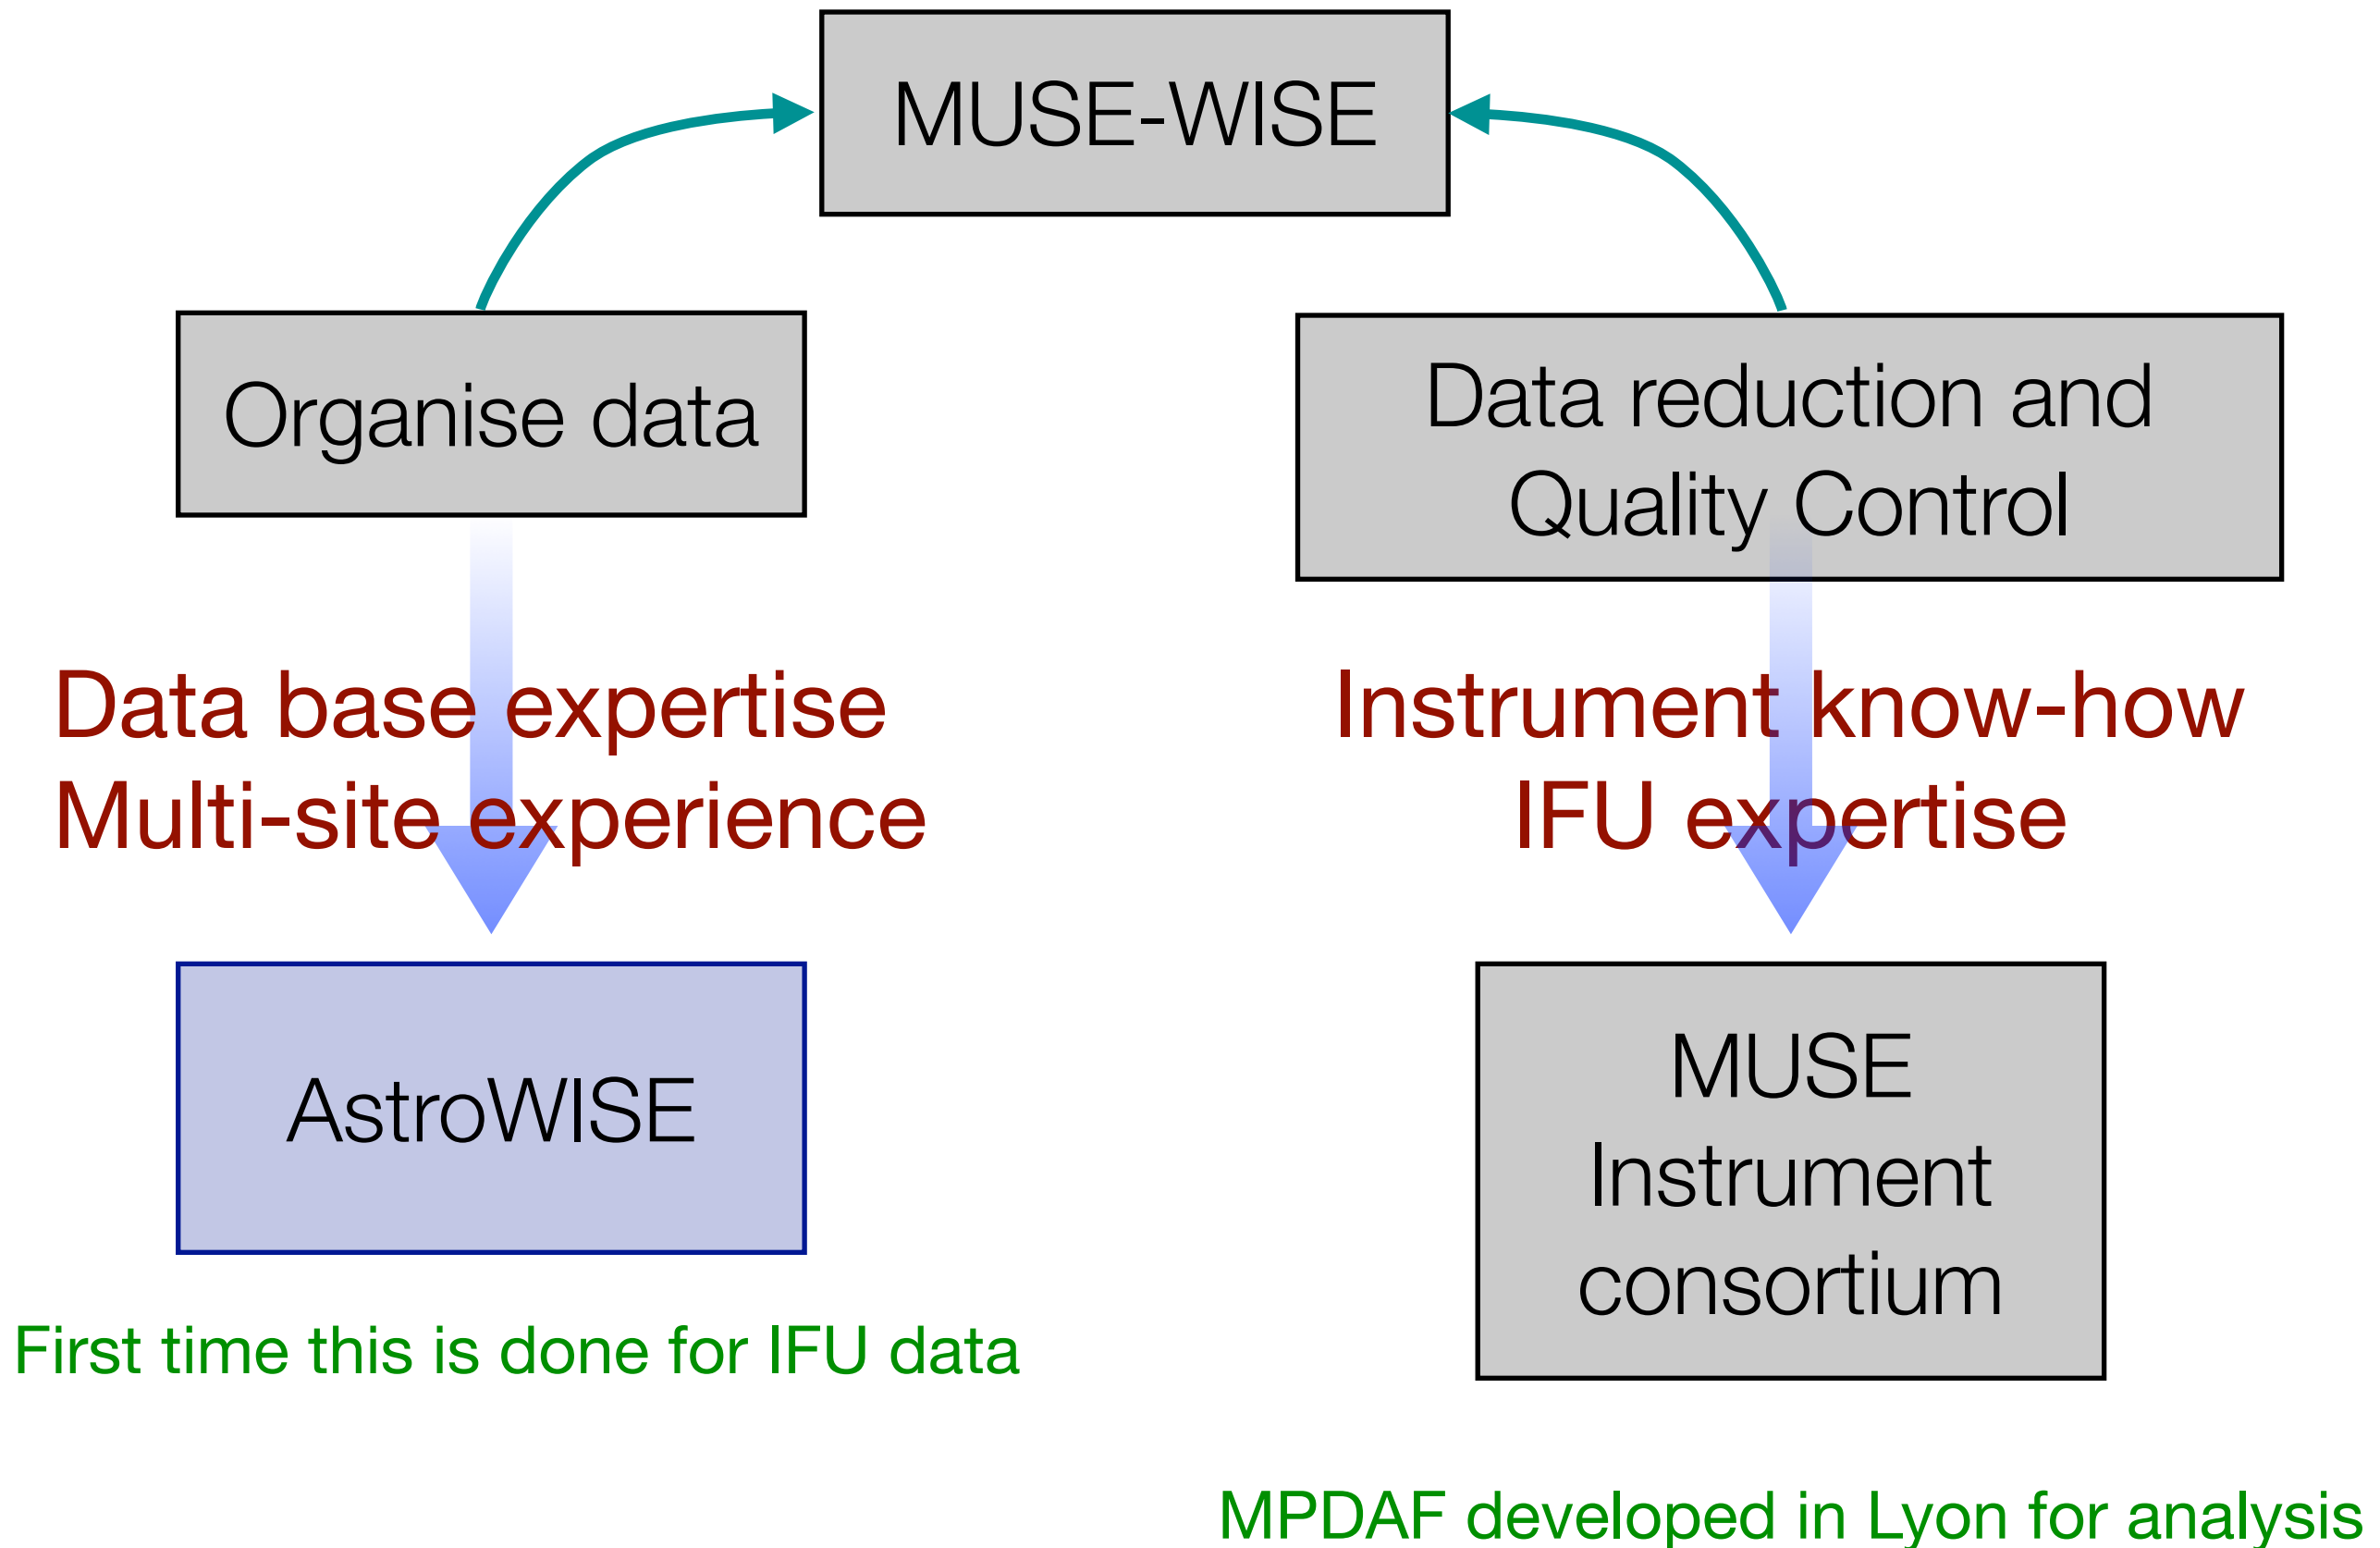 MUSE-WISE
Organise data
Data reduction and
Quality Control
Data base expertise
Multi-site experience
Instrument know-how
IFU expertise
AstroWISE
MUSE
Instrument
consortium
First time this is done for IFU data
MPDAF developed in Lyon for analysis